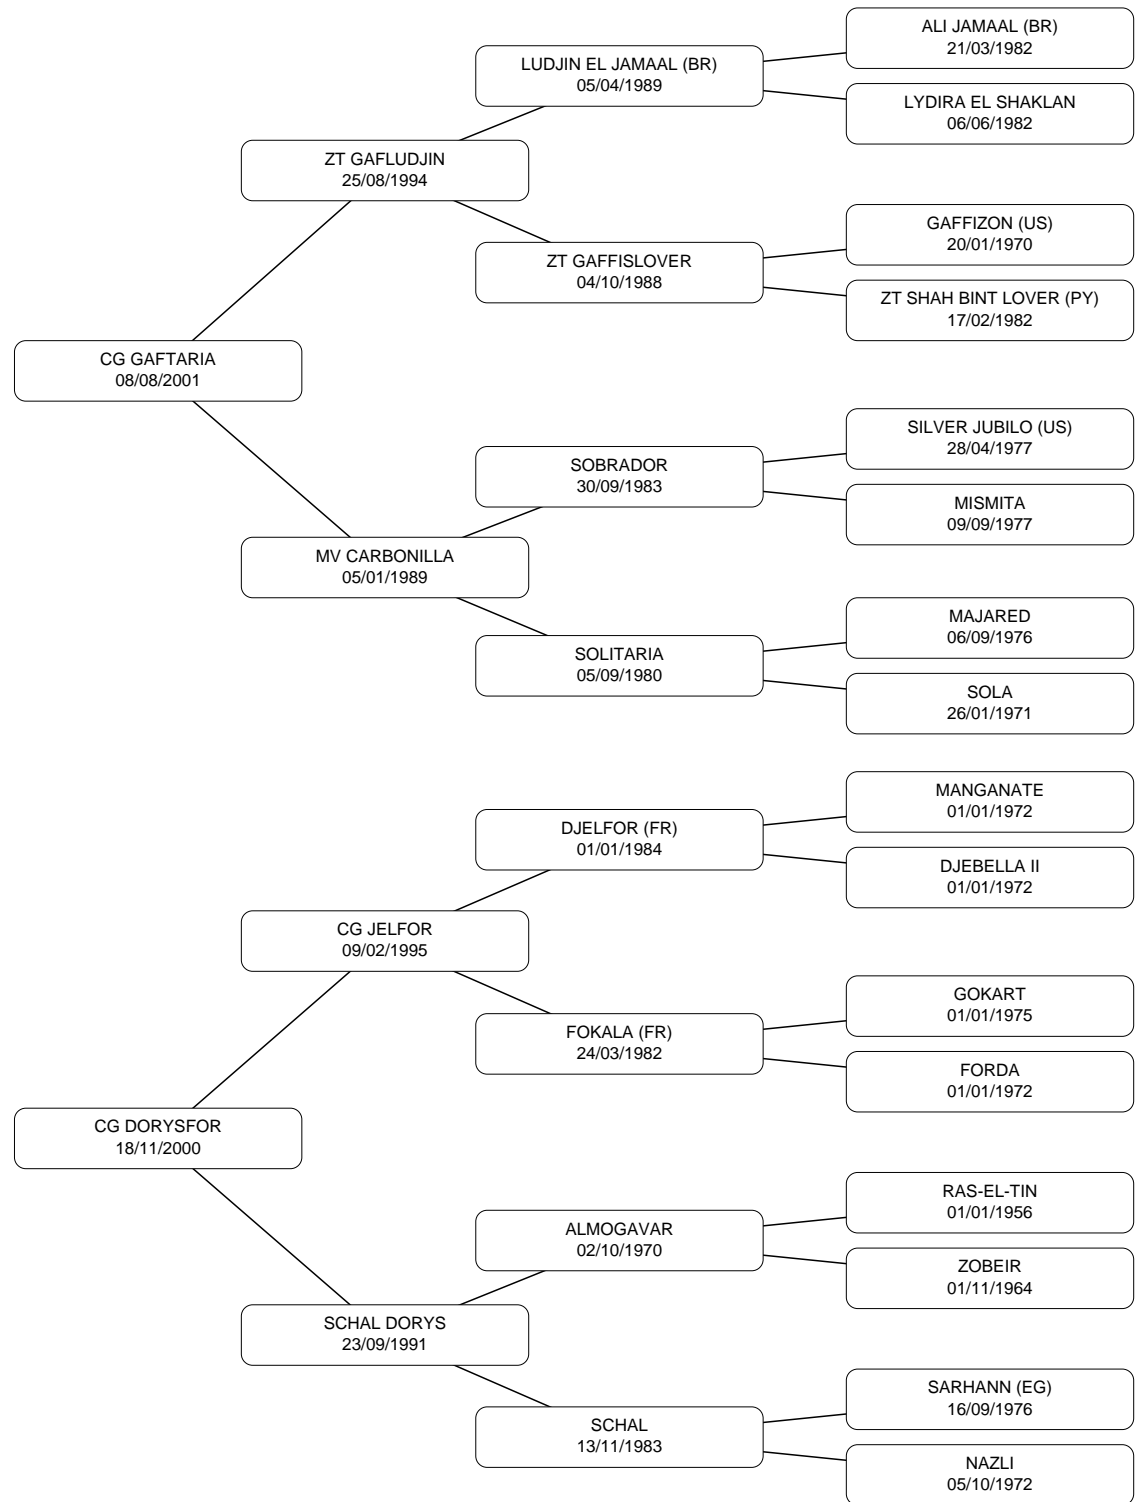 ALI JAMAAL (BR)
21/03/1982
LUDJIN EL JAMAAL (BR)
05/04/1989
LYDIRA EL SHAKLAN
06/06/1982
ZT GAFLUDJIN
25/08/1994
GAFFIZON (US)
20/01/1970
ZT GAFFISLOVER
04/10/1988
ZT SHAH BINT LOVER (PY)
17/02/1982
CG GAFTARIA
08/08/2001
SILVER JUBILO (US)
28/04/1977
SOBRADOR
30/09/1983
MISMITA
09/09/1977
MV CARBONILLA
05/01/1989
MAJARED
06/09/1976
SOLITARIA
05/09/1980
SOLA
26/01/1971
MANGANATE
01/01/1972
DJELFOR (FR)
01/01/1984
DJEBELLA II
01/01/1972
CG JELFOR
09/02/1995
GOKART
01/01/1975
FOKALA (FR)
24/03/1982
FORDA
01/01/1972
CG DORYSFOR
18/11/2000
RAS-EL-TIN
01/01/1956
ALMOGAVAR
02/10/1970
ZOBEIR
01/11/1964
SCHAL DORYS
23/09/1991
SARHANN (EG)
16/09/1976
SCHAL
13/11/1983
NAZLI
05/10/1972